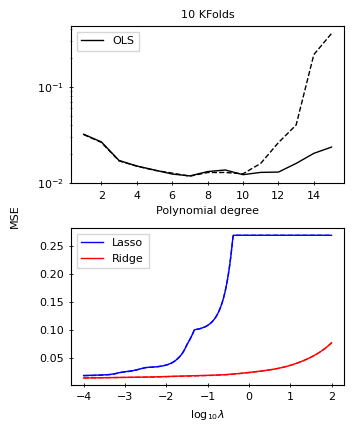 10 KFolds
OLS
10⁻¹
10⁻²
2 4 6 8 10 12 14
Polynomial degree
MSE
Lasso
Ridge
0.25
0.20
0.15
0.10
0.05
−4 −3 −2 −1 0 1 2
log₁₀λ